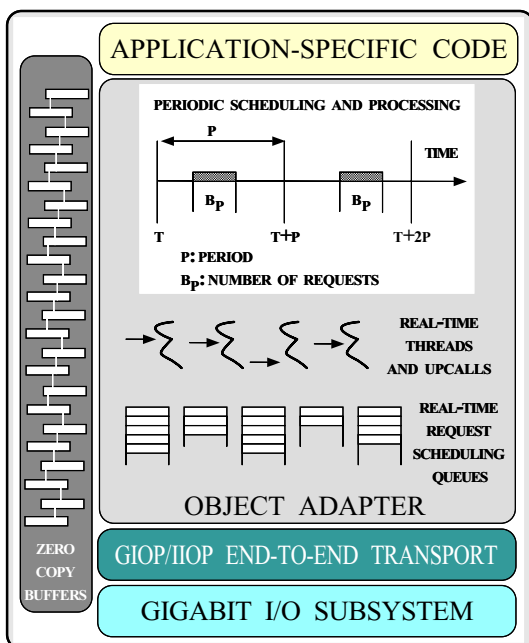 APPLICATION-SPECIFIC CODE
PERIODIC SCHEDULING AND PROCESSING
P
TIME
BP
BP
T
T+P
T+2P
P: PERIOD
BP: NUMBER OF REQUESTS
REAL-TIME
THREADS
AND UPCALLS
REAL-TIME
REQUEST
SCHEDULING
QUEUES
OBJECT ADAPTER
ZERO
COPY
BUFFERS
GIOP/IIOP END-TO-END TRANSPORT
GIGABIT I/O SUBSYSTEM